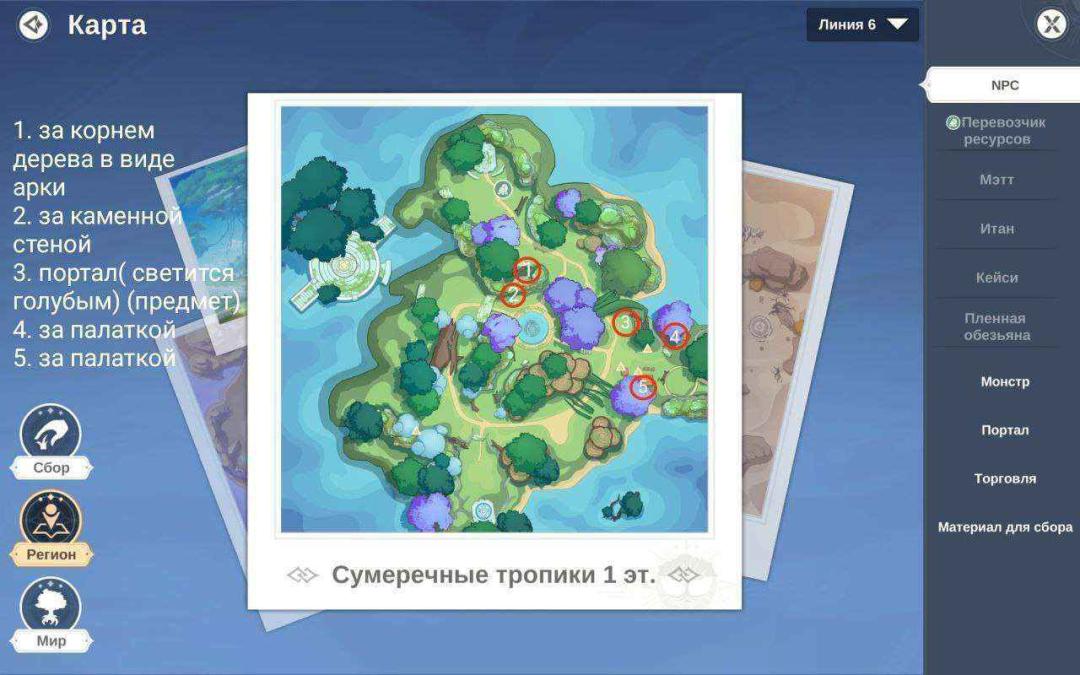 Карта
Линия 6
1. за корнем
дерева в виде
арки
2. за каменной
стеной
3. портал( светится
голубым) (предмет)
4. за палаткой
5. за палаткой
Сбор
Регион
Мир
1
2
3
4
5
Сумеречные тропики 1 эт.
NPC
Перевозчик
ресурсов
Мэтт
Итан
Кейси
Пленная
обезьяна
Монстр
Портал
Торговля
Материал для сбора